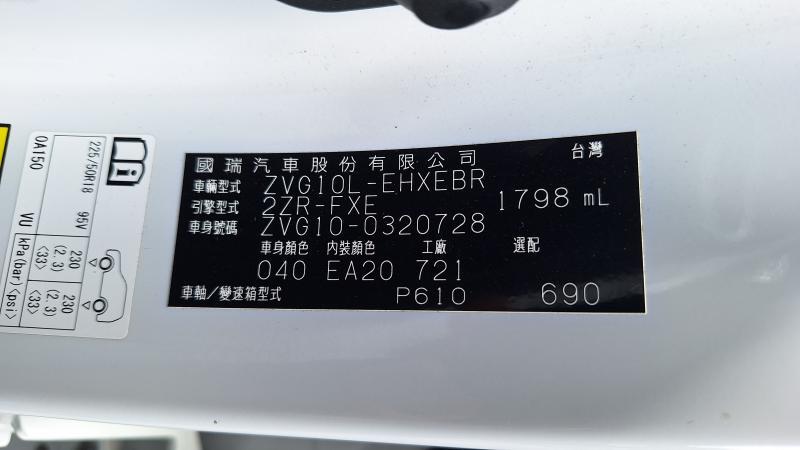 國瑞汽車股份有限公司 台灣
車輛型式 ZVG10L-EHXEBR
引擎型式 2ZR-FXE 1798 mL
車身號碼 ZVG10-0320728
車身顏色 內裝顏色 工廠 選配
040 EA20 721
車軸/變速箱型式 P610 690
225/50R18 95V
0A150 VU kPa(bar)<psi>
230 (2.3) <33>
230 (2.3) <33>